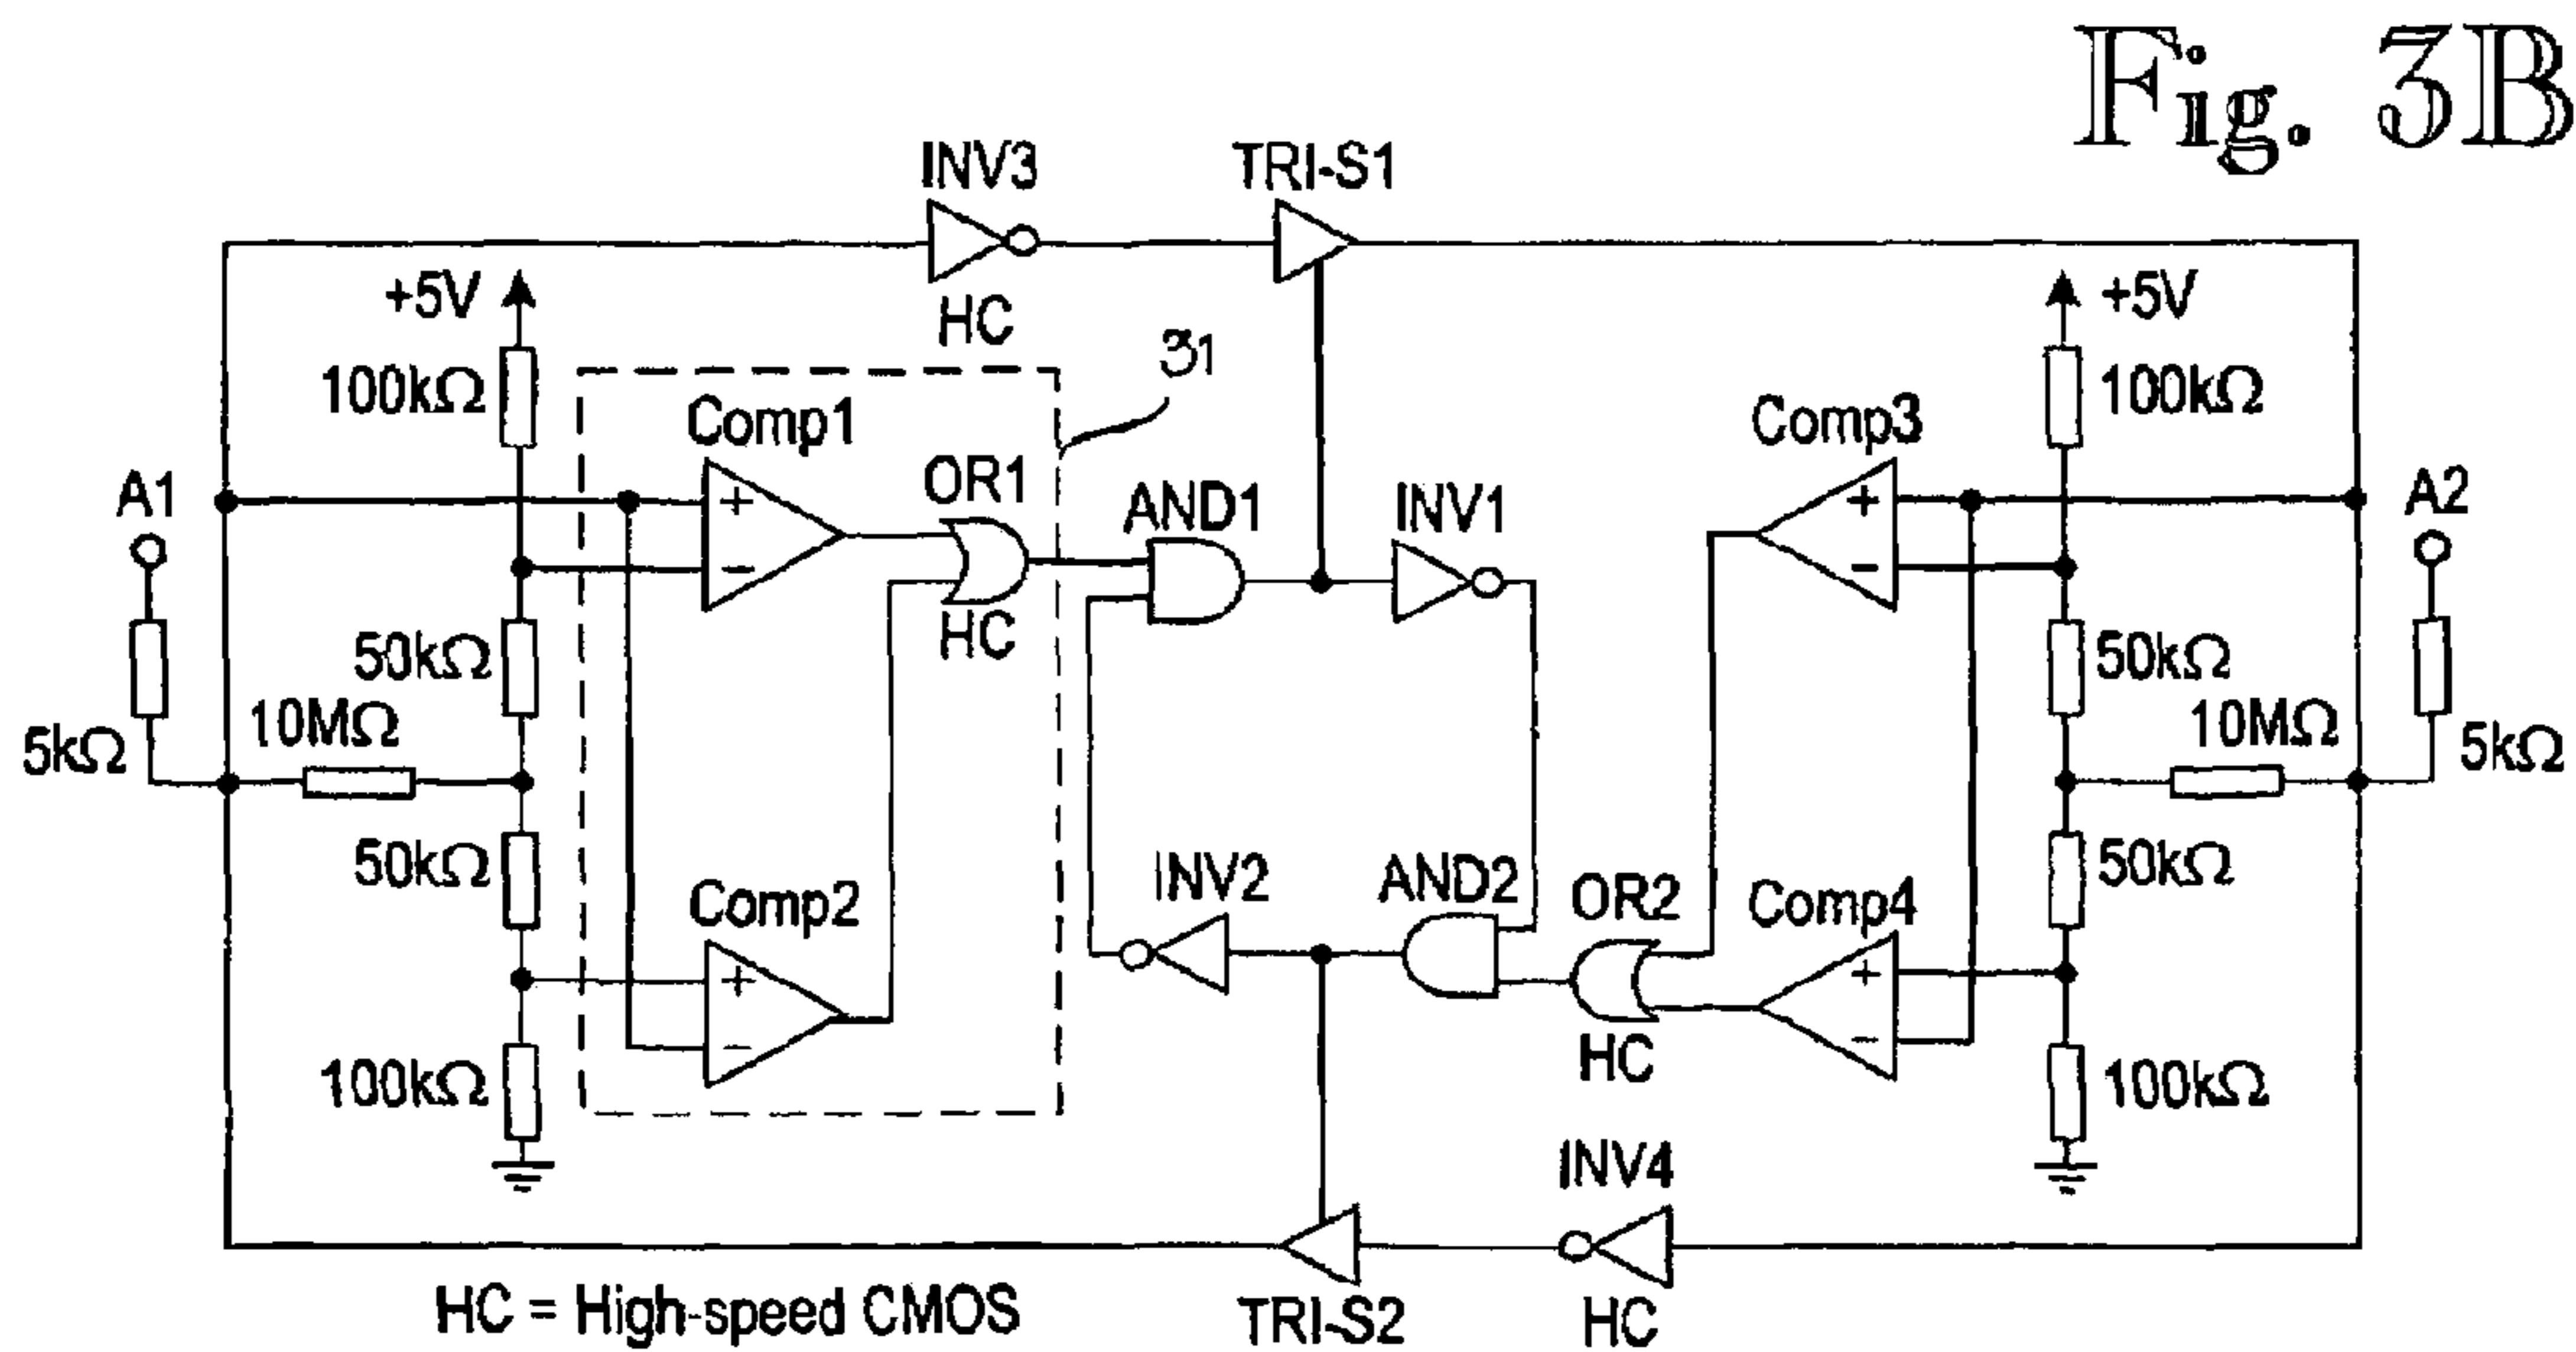 Fig. 3B
INV3
TRI-S1
+5V
HC
31
+5V
100kΩ
100kΩ
Comp1
Comp3
A1
OR1
AND1
INV1
A2
+
+
−
−
HC
50kΩ
50kΩ
10MΩ
10MΩ
5kΩ
5kΩ
50kΩ
INV2
AND2
OR2
50kΩ
Comp2
Comp4
+
+
−
−
HC
100kΩ
100kΩ
INV4
HC = High-speed CMOS
TRI-S2
HC